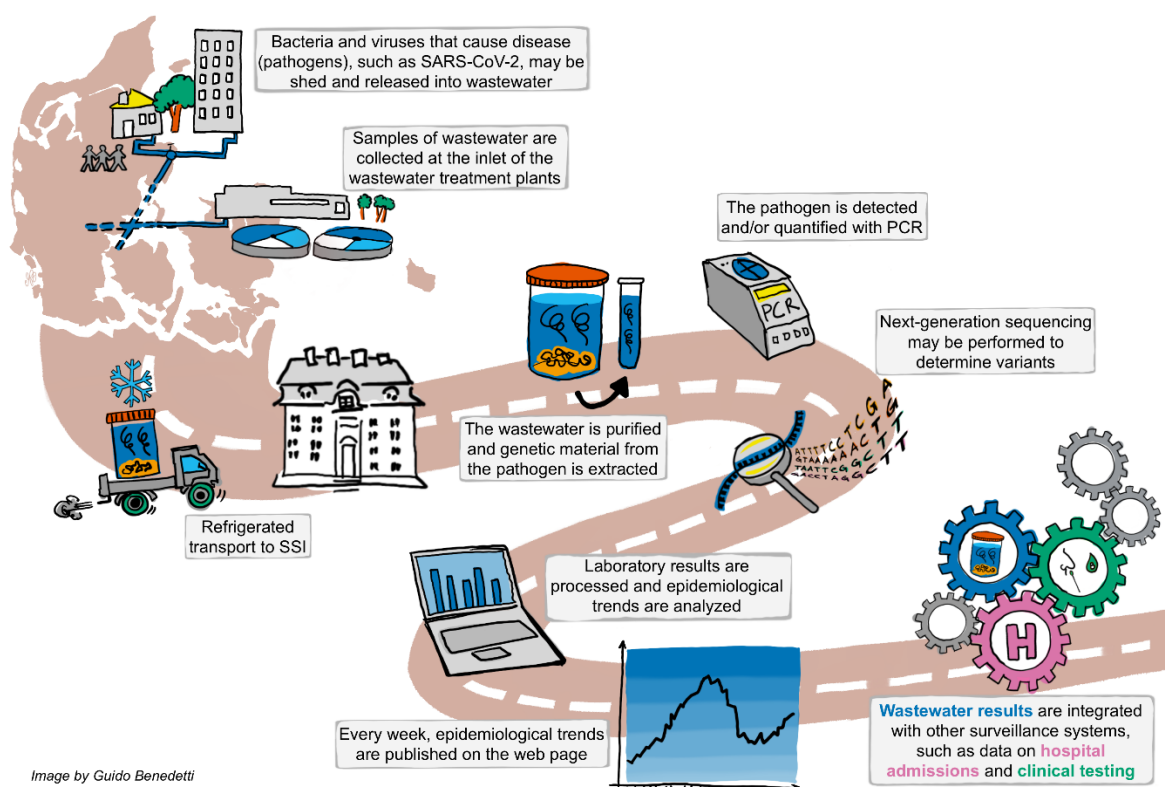 Bacteria and viruses that cause disease
(pathogens), such as SARS-CoV-2, may be
shed and released into wastewater
Samples of wastewater are
collected at the inlet of the
wastewater treatment plants
The pathogen is detected
and/or quantified with PCR
PCR
Next-generation sequencing
may be performed to
determine variants
The wastewater is purified
and genetic material from
the pathogen is extracted
ATTTCCTCGA
GTAAAAACTG
TAATTCGGCTT
GACCTAGGCTT
Refrigerated
transport to SSI
Laboratory results are
processed and epidemiological
trends are analyzed
H
Every week, epidemiological trends
are published on the web page
Wastewater results are integrated
with other surveillance systems,
such as data on hospital
admissions and clinical testing
Image by Guido Benedetti